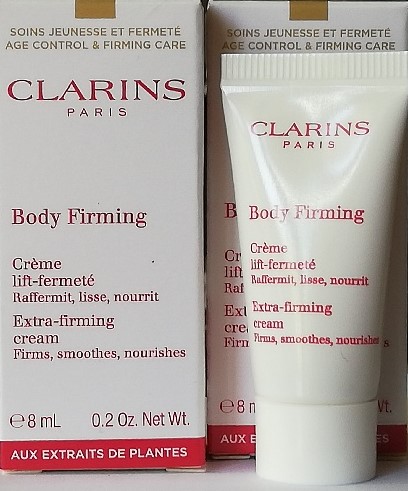 SOINS JEUNESSE ET FERMETÉ
AGE CONTROL & FIRMING CARE
CLARINS
PARIS
Body Firming
Crème
lift-fermeté
Raffermit, lisse, nourrit
Extra-firming
cream
Firms, smoothes, nourishes
℮8 mL 0.2 Oz. Net Wt.
AUX EXTRAITS DE PLANTES
SOINS JEUNESSE ET FERMETÉ
AGE CONTROL & FIRMING CARE
CLARINS
PARIS
Body Firming
Crème
lift-fermeté
Raffermit, lisse, nourrit
Extra-firming
cream
Firms, smoothes, nourishes